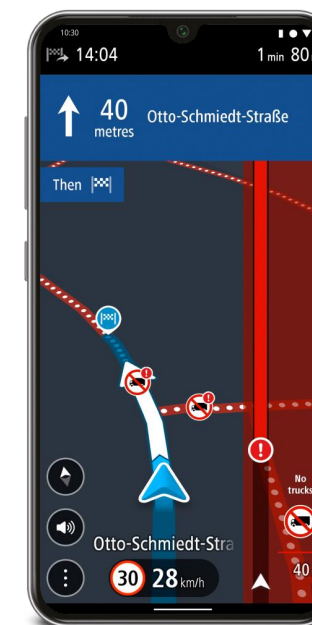 10:30
14:04
1 min 80
40
metres
Otto-Schmiedt-Straße
Then
No
trucks
40
Otto-Schmiedt-Stra
30
28 km/h